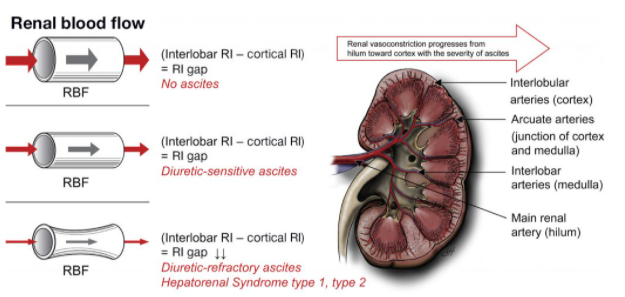 Renal blood flow
(Interlobar RI – cortical RI)
= RI gap
No ascites
RBF
(Interlobar RI – cortical RI)
= RI gap
Diuretic-sensitive ascites
RBF
(Interlobar RI – cortical RI)
= RI gap ↓↓
Diuretic-refractory ascites
Hepatorenal Syndrome type 1, type 2
RBF
Renal vasoconstriction progresses from
hilum toward cortex with the severity of ascites
Interlobular
arteries (cortex)
Arcuate arteries
(junction of cortex
and medulla)
Interlobar
arteries (medulla)
Main renal
artery (hilum)